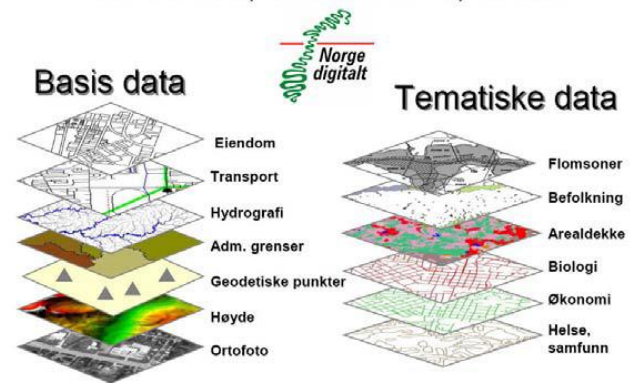 Norge
digitalt
Basis data
Eiendom
Transport
Hydrografi
Adm. grenser
Geodetiske punkter
Høyde
Ortofoto
Tematiske data
Flomsoner
Befolkning
Arealdekke
Biologi
Økonomi
Helse,
samfunn